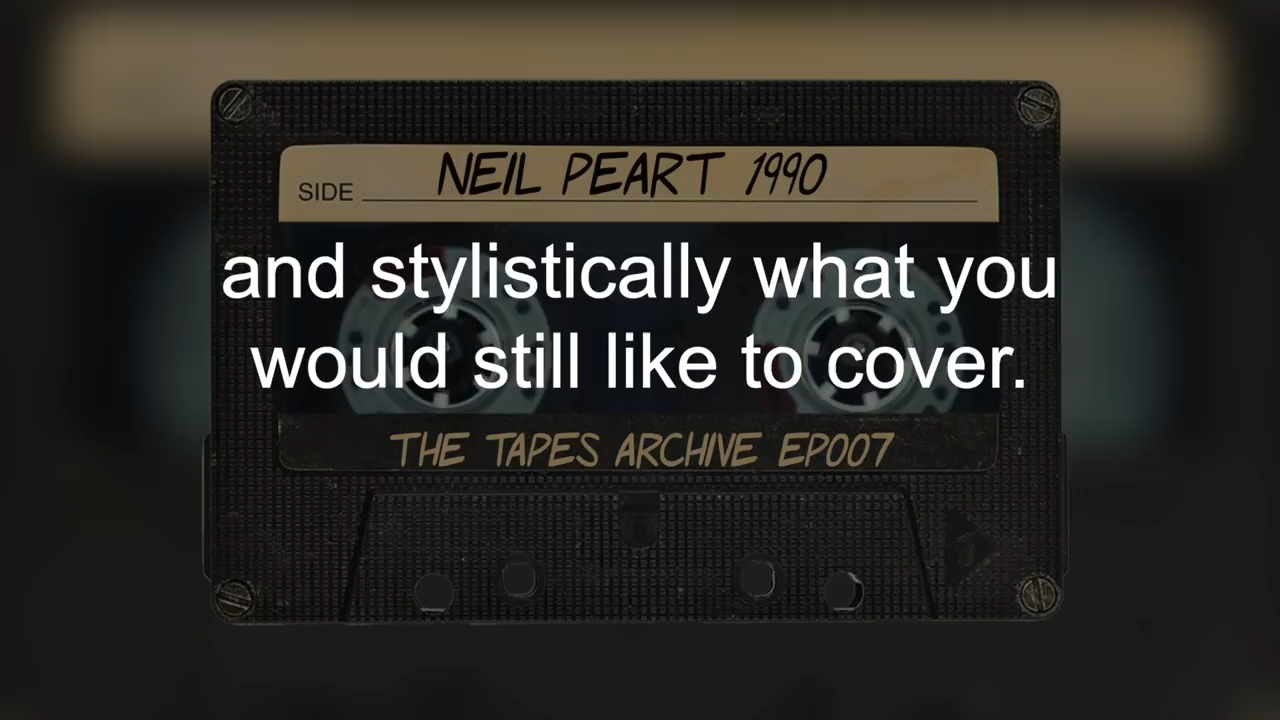 NEIL PEART 1990
SIDE
and stylistically what you
would still like to cover.
THE TAPES ARCHIVE EP007